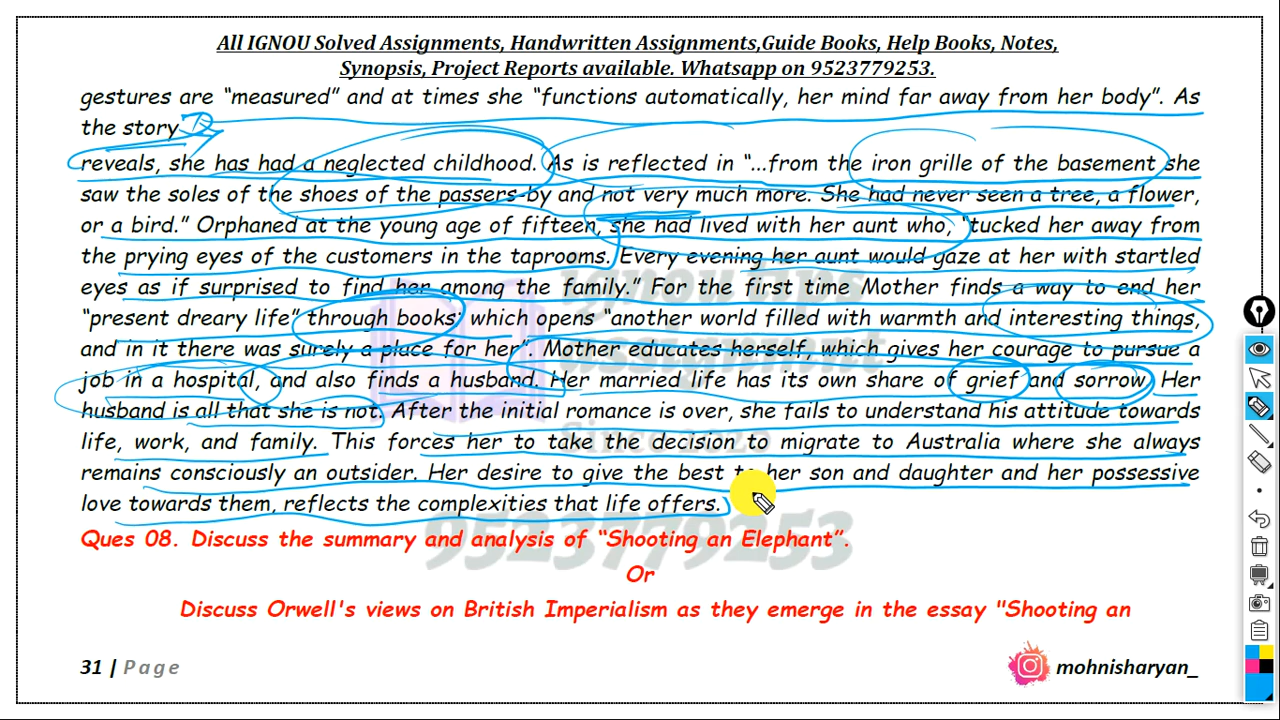 All IGNOU Solved Assignments, Handwritten Assignments,Guide Books, Help Books, Notes,
Synopsis, Project Reports available. Whatsapp on 9523779253.
gestures are “measured” and at times she “functions automatically, her mind far away from her body”. As
the story
reveals, she has had a neglected childhood. As is reflected in “...from the iron grille of the basement she
saw the soles of the shoes of the passers-by and not very much more. She had never seen a tree, a flower,
or a bird.” Orphaned at the young age of fifteen, she had lived with her aunt who, “tucked her away from
the prying eyes of the customers in the taprooms. Every evening her aunt would gaze at her with startled
eyes as if surprised to find her among the family.” For the first time Mother finds a way to end her
“present dreary life” through books, which opens “another world filled with warmth and interesting things,
and in it there was surely a place for her”. Mother educates herself, which gives her courage to pursue a
job in a hospital, and also finds a husband. Her married life has its own share of grief and sorrow. Her
husband is all that she is not. After the initial romance is over, she fails to understand his attitude towards
life, work, and family. This forces her to take the decision to migrate to Australia where she always
remains consciously an outsider. Her desire to give the best to her son and daughter and her possessive
love towards them, reflects the complexities that life offers.
ignou tips
assignment
Since 2020
9523779253
Ques 08. Discuss the summary and analysis of “Shooting an Elephant”.
Or
Discuss Orwell's views on British Imperialism as they emerge in the essay "Shooting an
31 | Page
mohnisharyan_